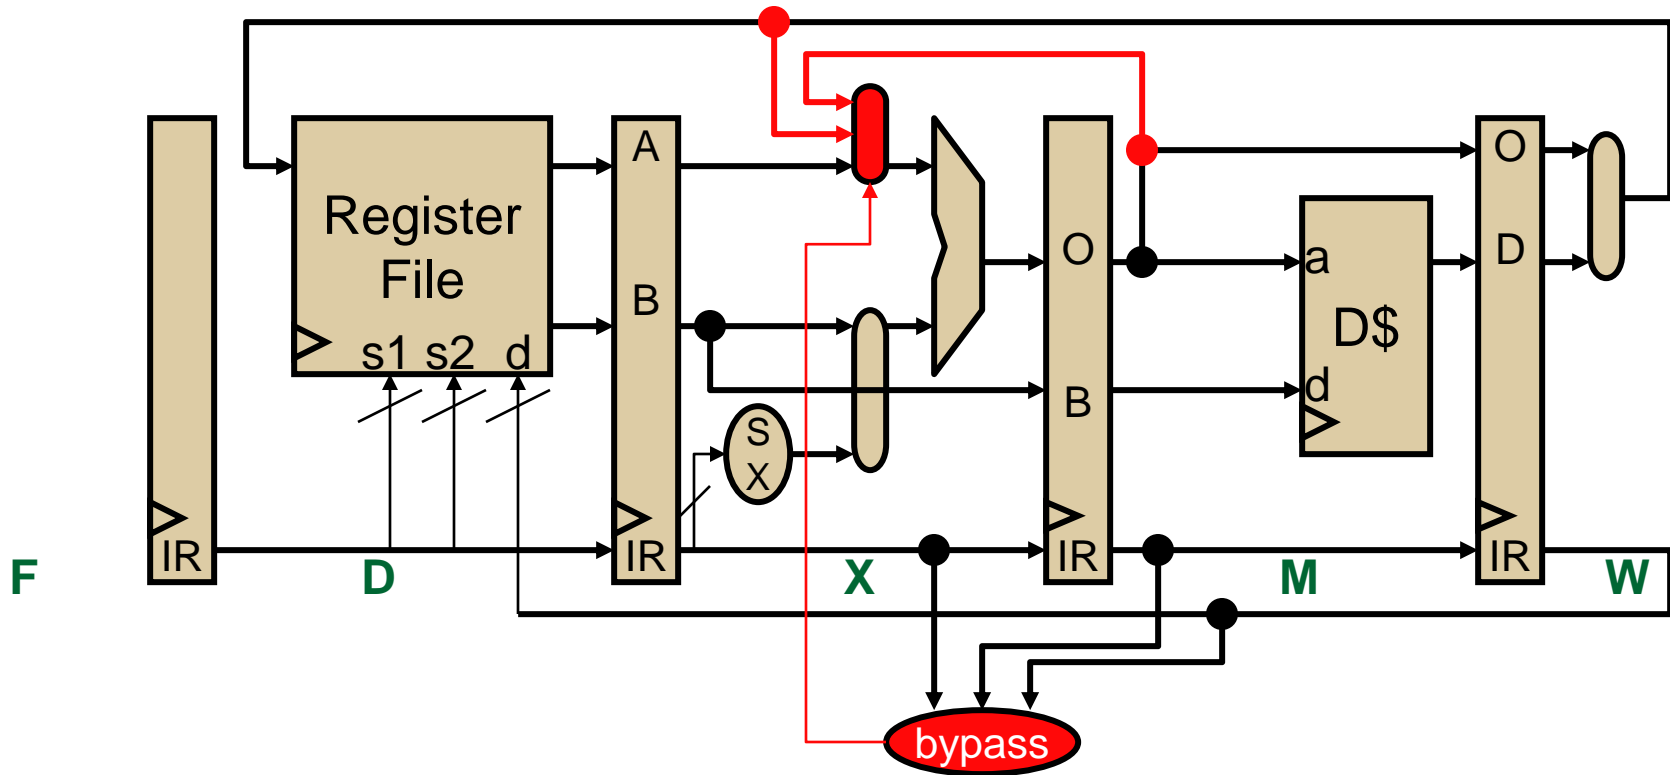 A
O
Register
File
B
O
D
a
D$
s1 s2 d
d
B
S
X
IR
IR
IR
IR
F
D
X
M
W
bypass